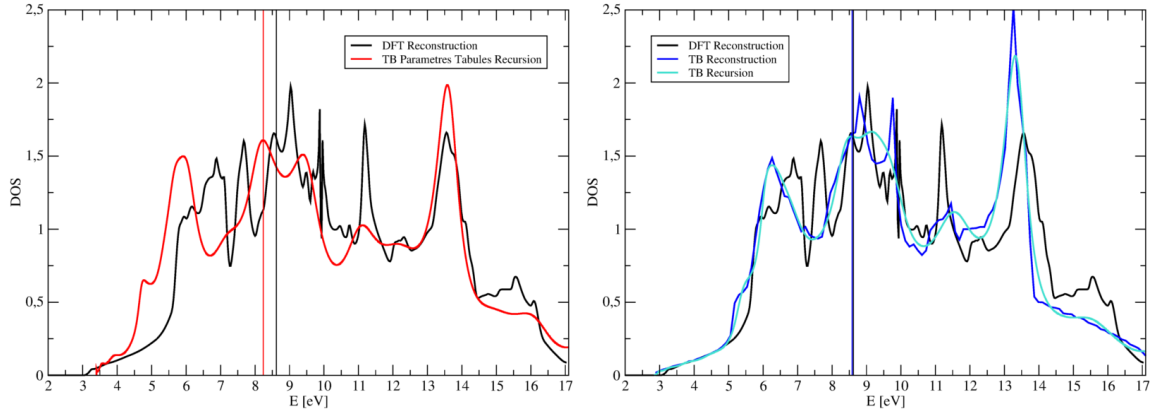 2,5
2
1,5
1
0,5
0
DOS
2 3 4 5 6 7 8 9 10 11 12 13 14 15 16 17
E [eV]
DFT Reconstruction
TB Parametres Tabules Recursion
2,5
2
1,5
1
0,5
0
DOS
2 3 4 5 6 7 8 9 10 11 12 13 14 15 16 17
E [eV]
DFT Reconstruction
TB Reconstruction
TB Recursion